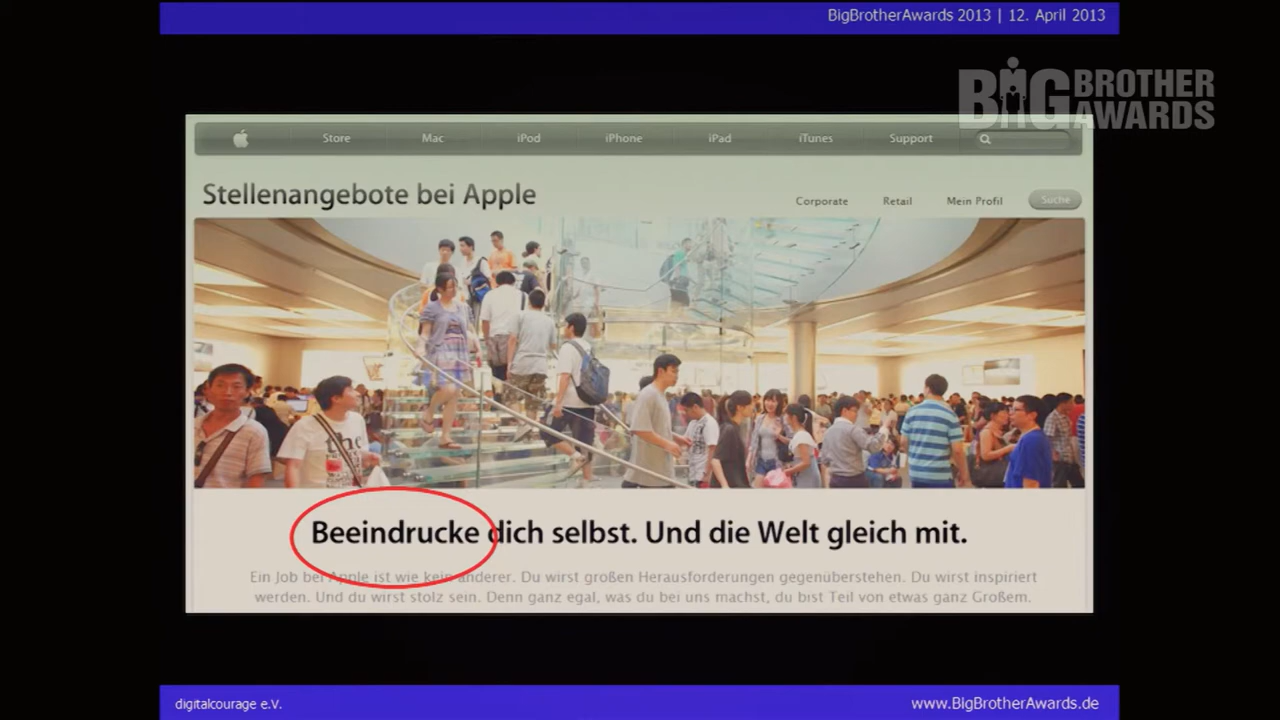 BigBrotherAwards 2013 | 12. April 2013
BIG BROTHER AWARDS
Store Mac iPod iPhone iPad iTunes Support
Stellenangebote bei Apple
Corporate Retail Mein Profil Suche
the
Beeindrucke dich selbst. Und die Welt gleich mit.
Ein Job bei Apple ist wie kein anderer. Du wirst großen Herausforderungen gegenüberstehen. Du wirst inspiriert
werden. Und du wirst stolz sein. Denn ganz egal, was du bei uns machst, du bist Teil von etwas ganz Großem.
digitalcourage e.V.
www.BigBrotherAwards.de